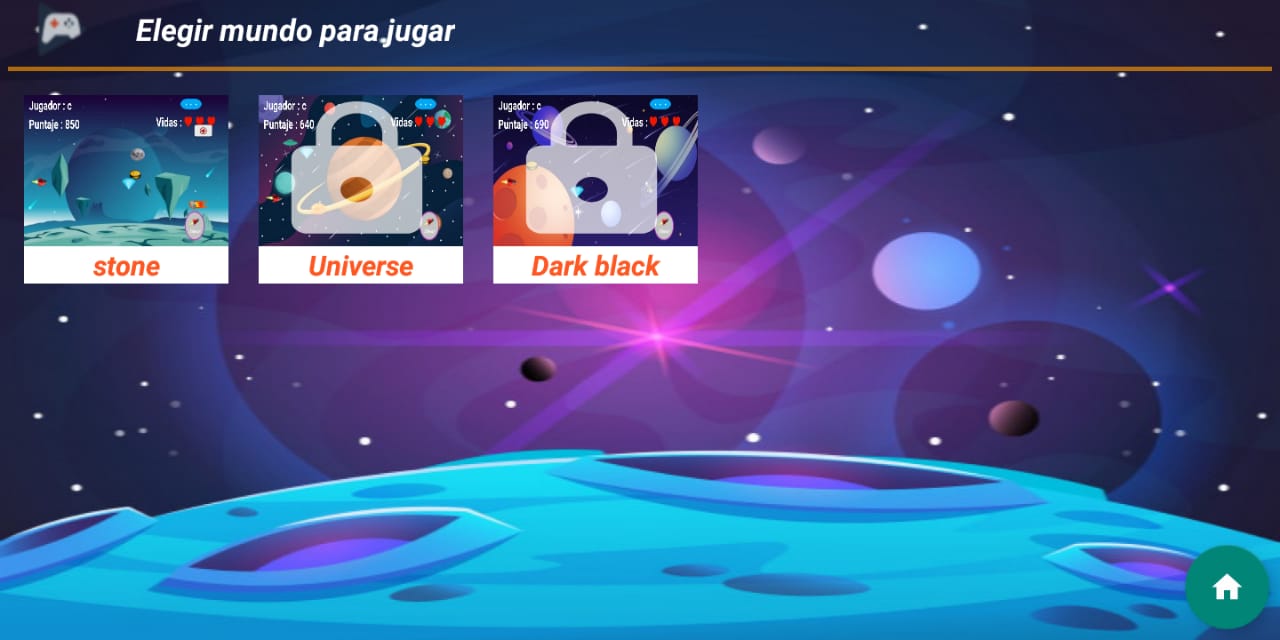 Elegir mundo para jugar
Jugador : c
Puntaje : 850
Vidas :
stone
Jugador : c
Puntaje : 640
Vidas :
Universe
Jugador : c
Puntaje : 690
Vidas :
Dark black